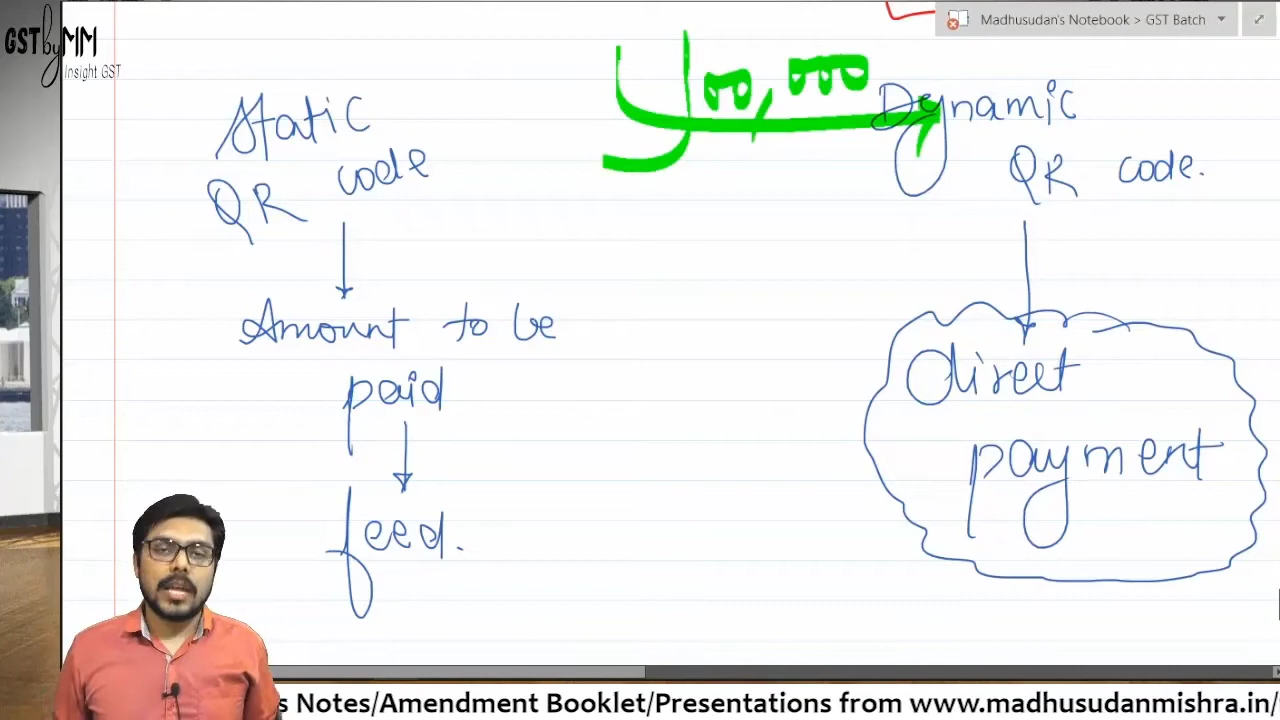 GST by MM
Insight GST
Madhusudan's Notebook > GST Batch
00,000
Static
QR code
Dynamic
QR code.
Amount to be
paid
feed.
direct
payment
s Notes/Amendment Booklet/Presentations from www.madhusudanmishra.in/